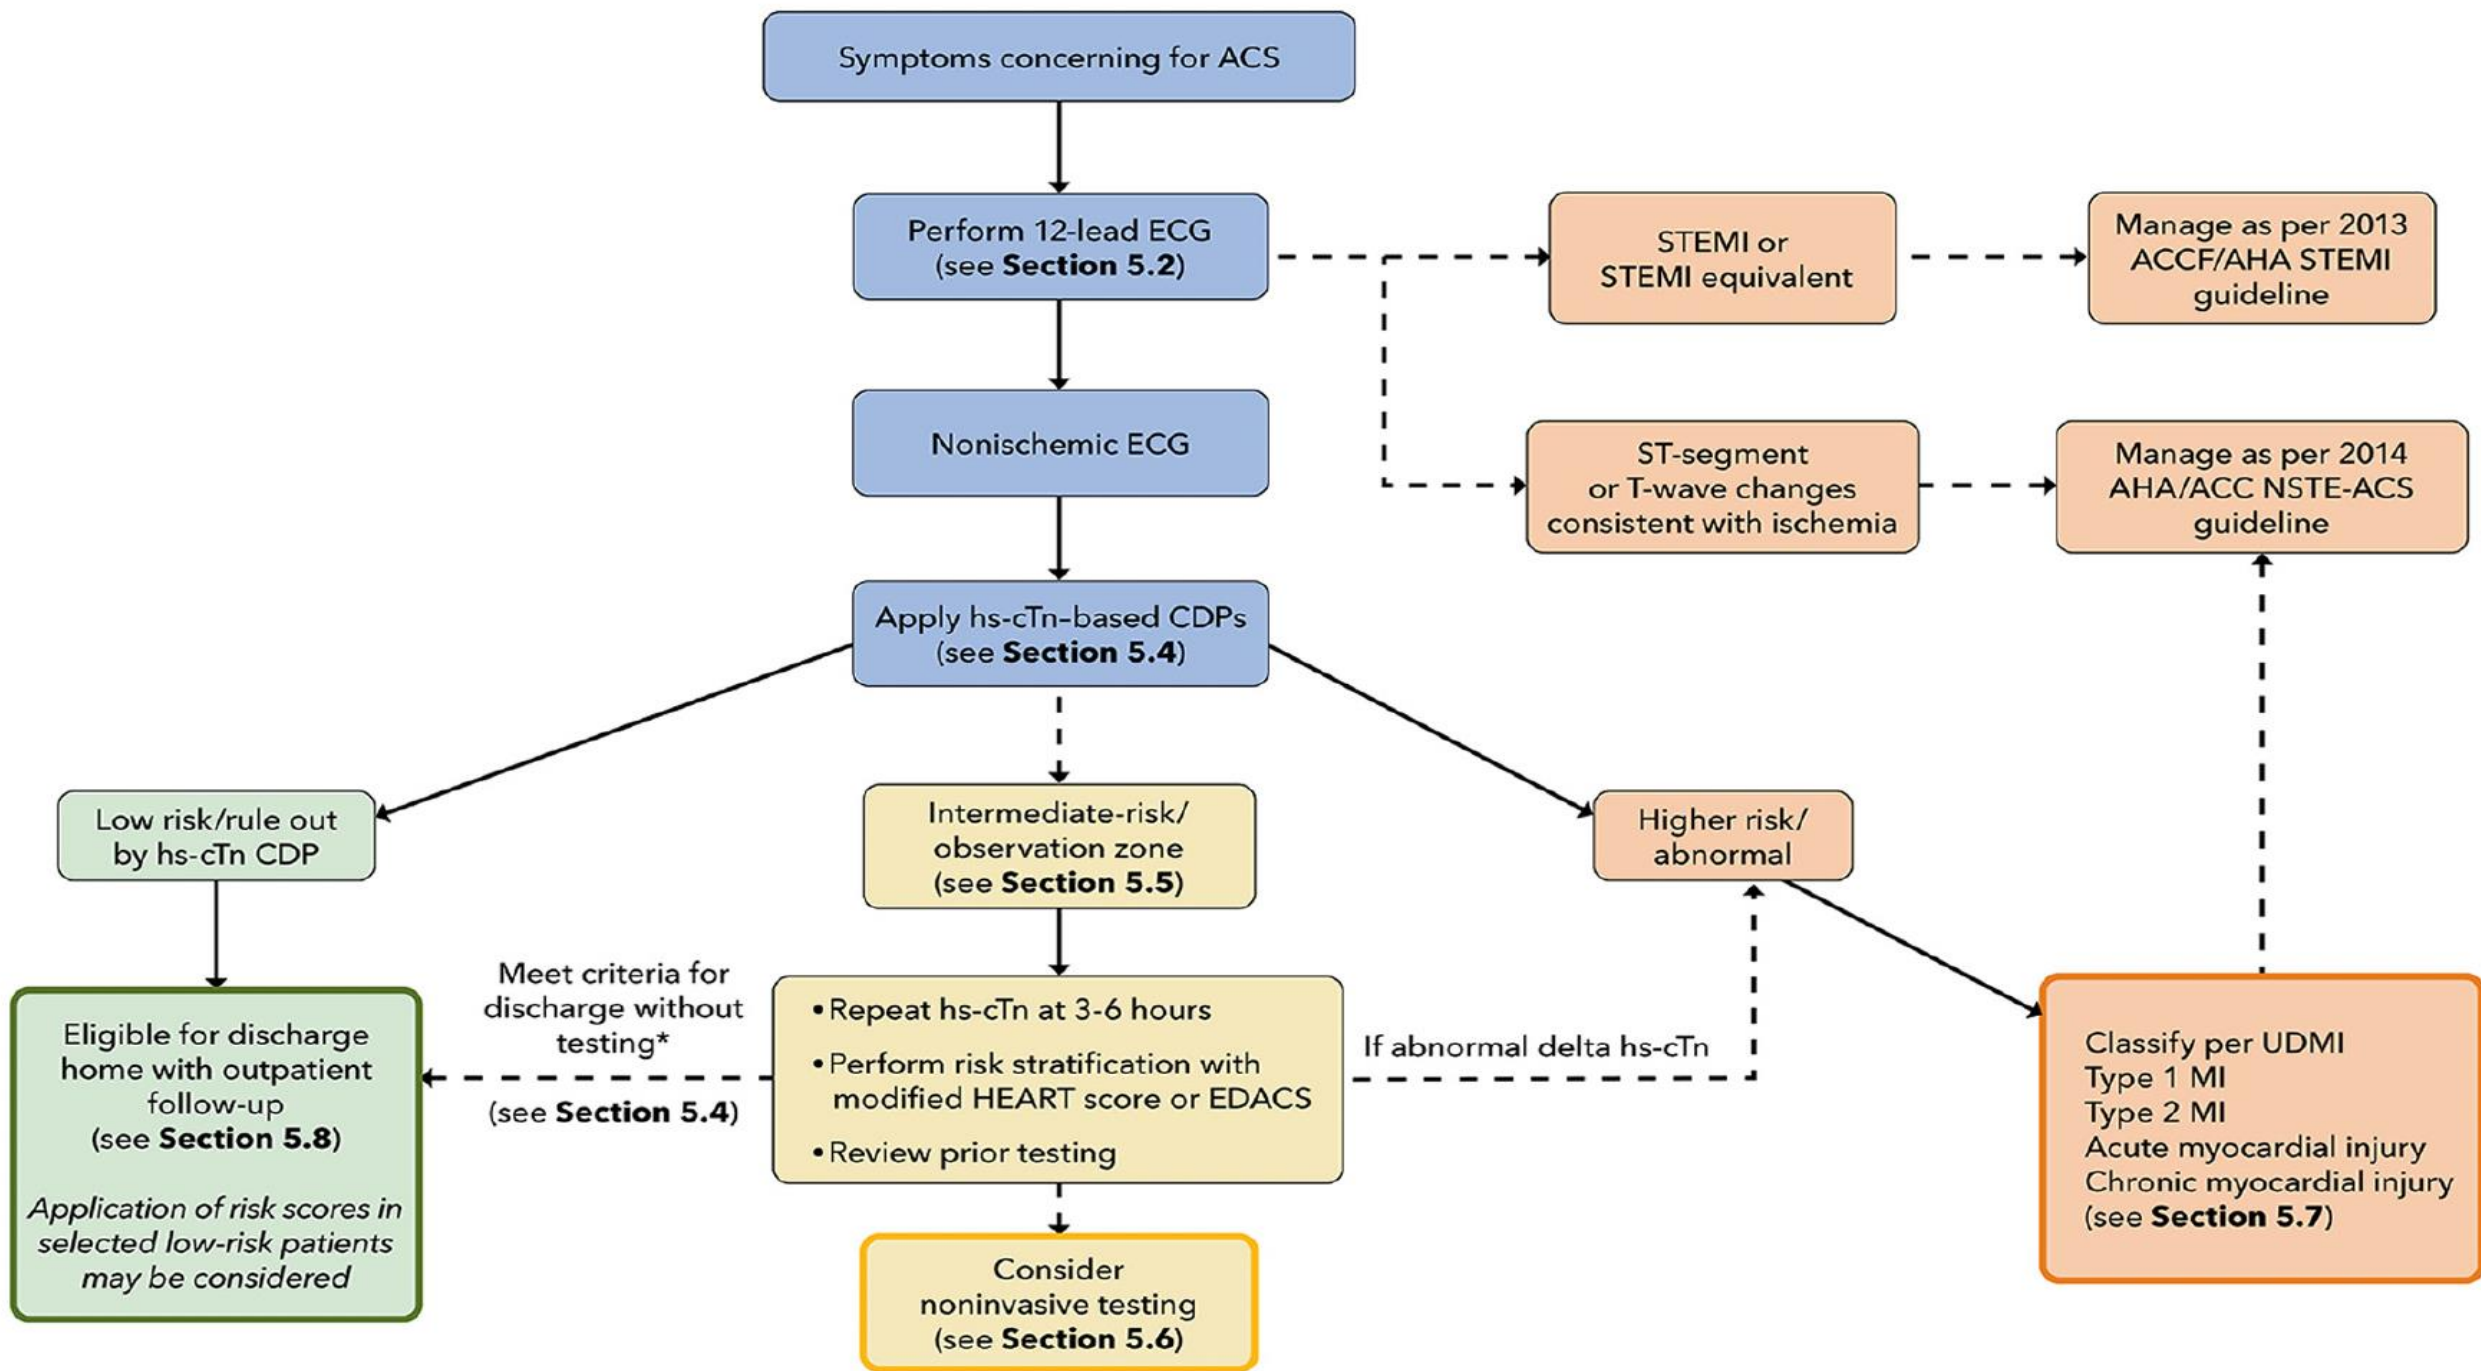 Symptoms concerning for ACS
Perform 12-lead ECG
(see Section 5.2)
STEMI or
STEMI equivalent
Manage as per 2013
ACCF/AHA STEMI
guideline
Nonischemic ECG
ST-segment
or T-wave changes
consistent with ischemia
Manage as per 2014
AHA/ACC NSTE-ACS
guideline
Apply hs-cTn-based CDPs
(see Section 5.4)
Low risk/rule out
by hs-cTn CDP
Intermediate-risk/
observation zone
(see Section 5.5)
Higher risk/
abnormal
Eligible for discharge
home with outpatient
follow-up
(see Section 5.8)
Application of risk scores in
selected low-risk patients
may be considered
Meet criteria for
discharge without
testing*
(see Section 5.4)
•Repeat hs-cTn at 3-6 hours
•Perform risk stratification with
modified HEART score or EDACS
•Review prior testing
If abnormal delta hs-cTn
Classify per UDMI
Type 1 MI
Type 2 MI
Acute myocardial injury
Chronic myocardial injury
(see Section 5.7)
Consider
noninvasive testing
(see Section 5.6)